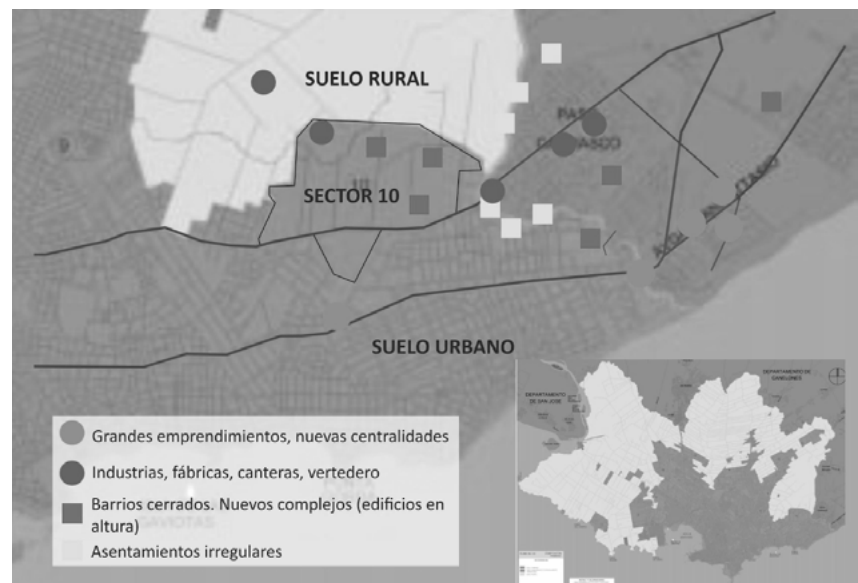 SUELO RURAL
SECTOR 10
SUELO URBANO
Grandes emprendimientos, nuevas centralidades
Industrias, fábricas, canteras, vertedero
Barrios cerrados. Nuevos complejos (edificios en
altura)
Asentamientos irregulares
DEPARTAMENTO
DE SAN JOSE
DEPARTAMENTO DE
CANELONES
GAVIOTAS